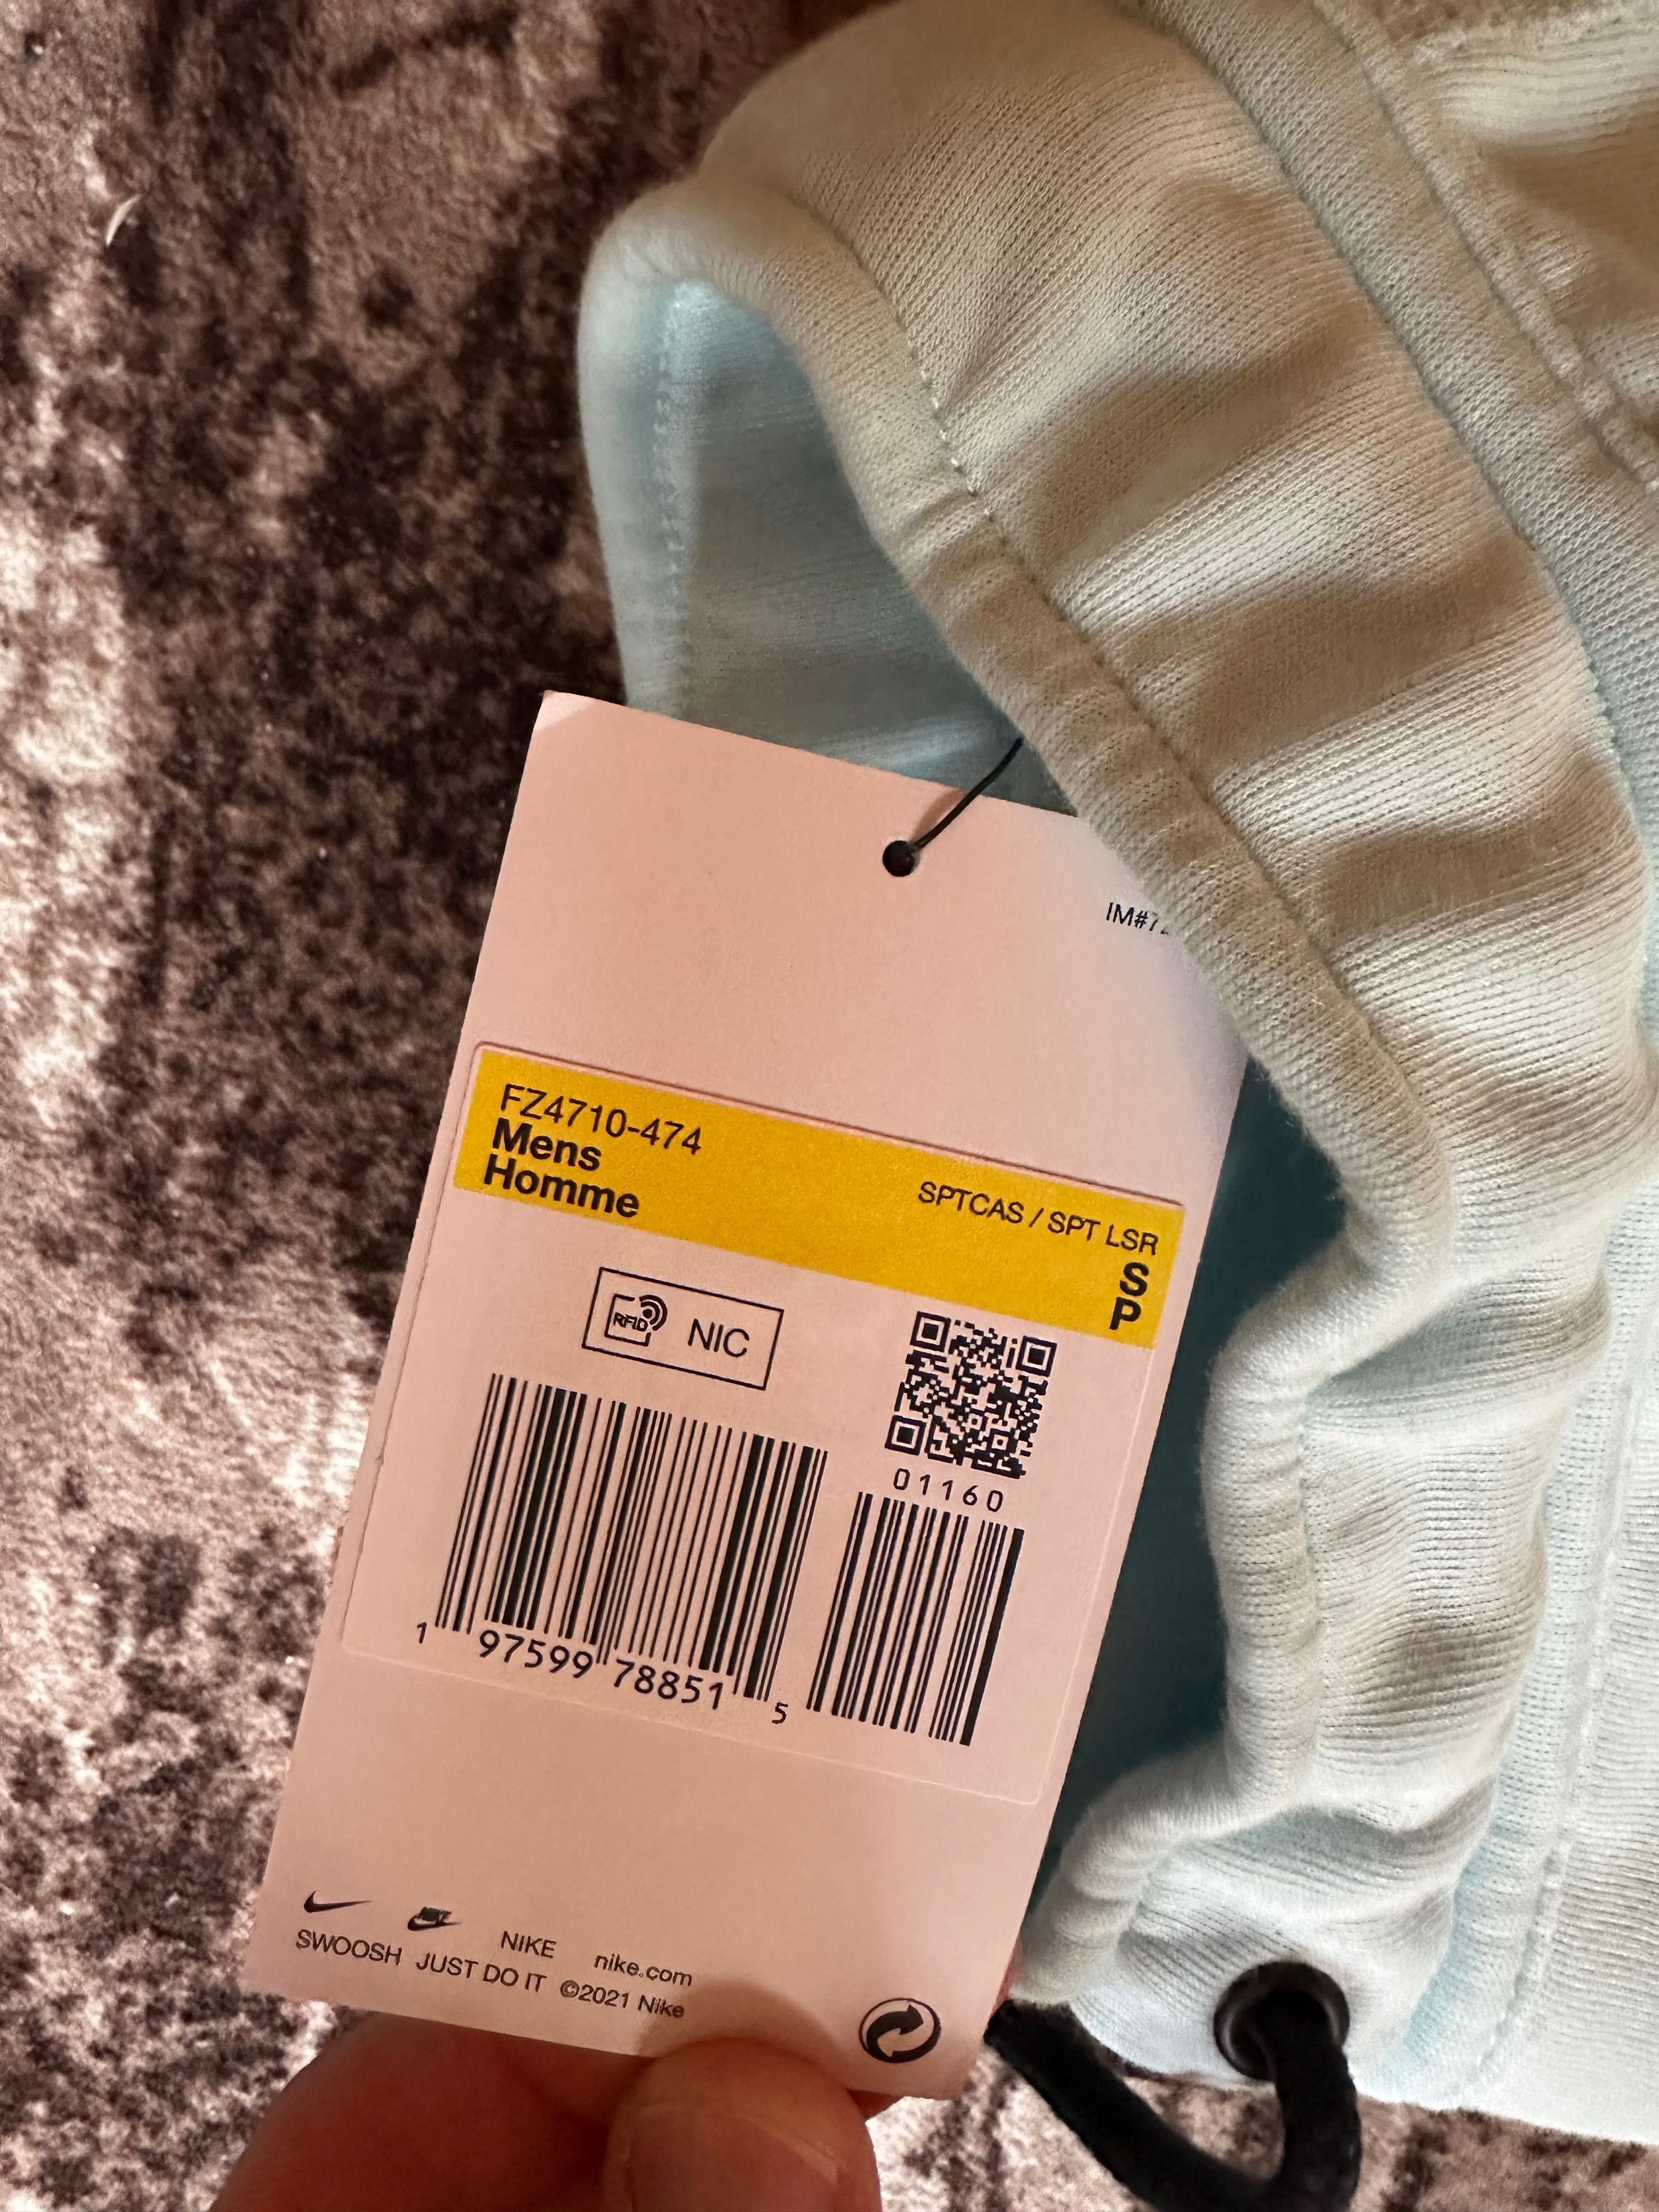 IM#7
FZ4710-474
Mens
Homme
SPTCAS / SPT LSR
S
P
RFID NIC
01160
1 97599 78851 5
NIKE nike.com
SWOOSH JUST DO IT ©2021 Nike